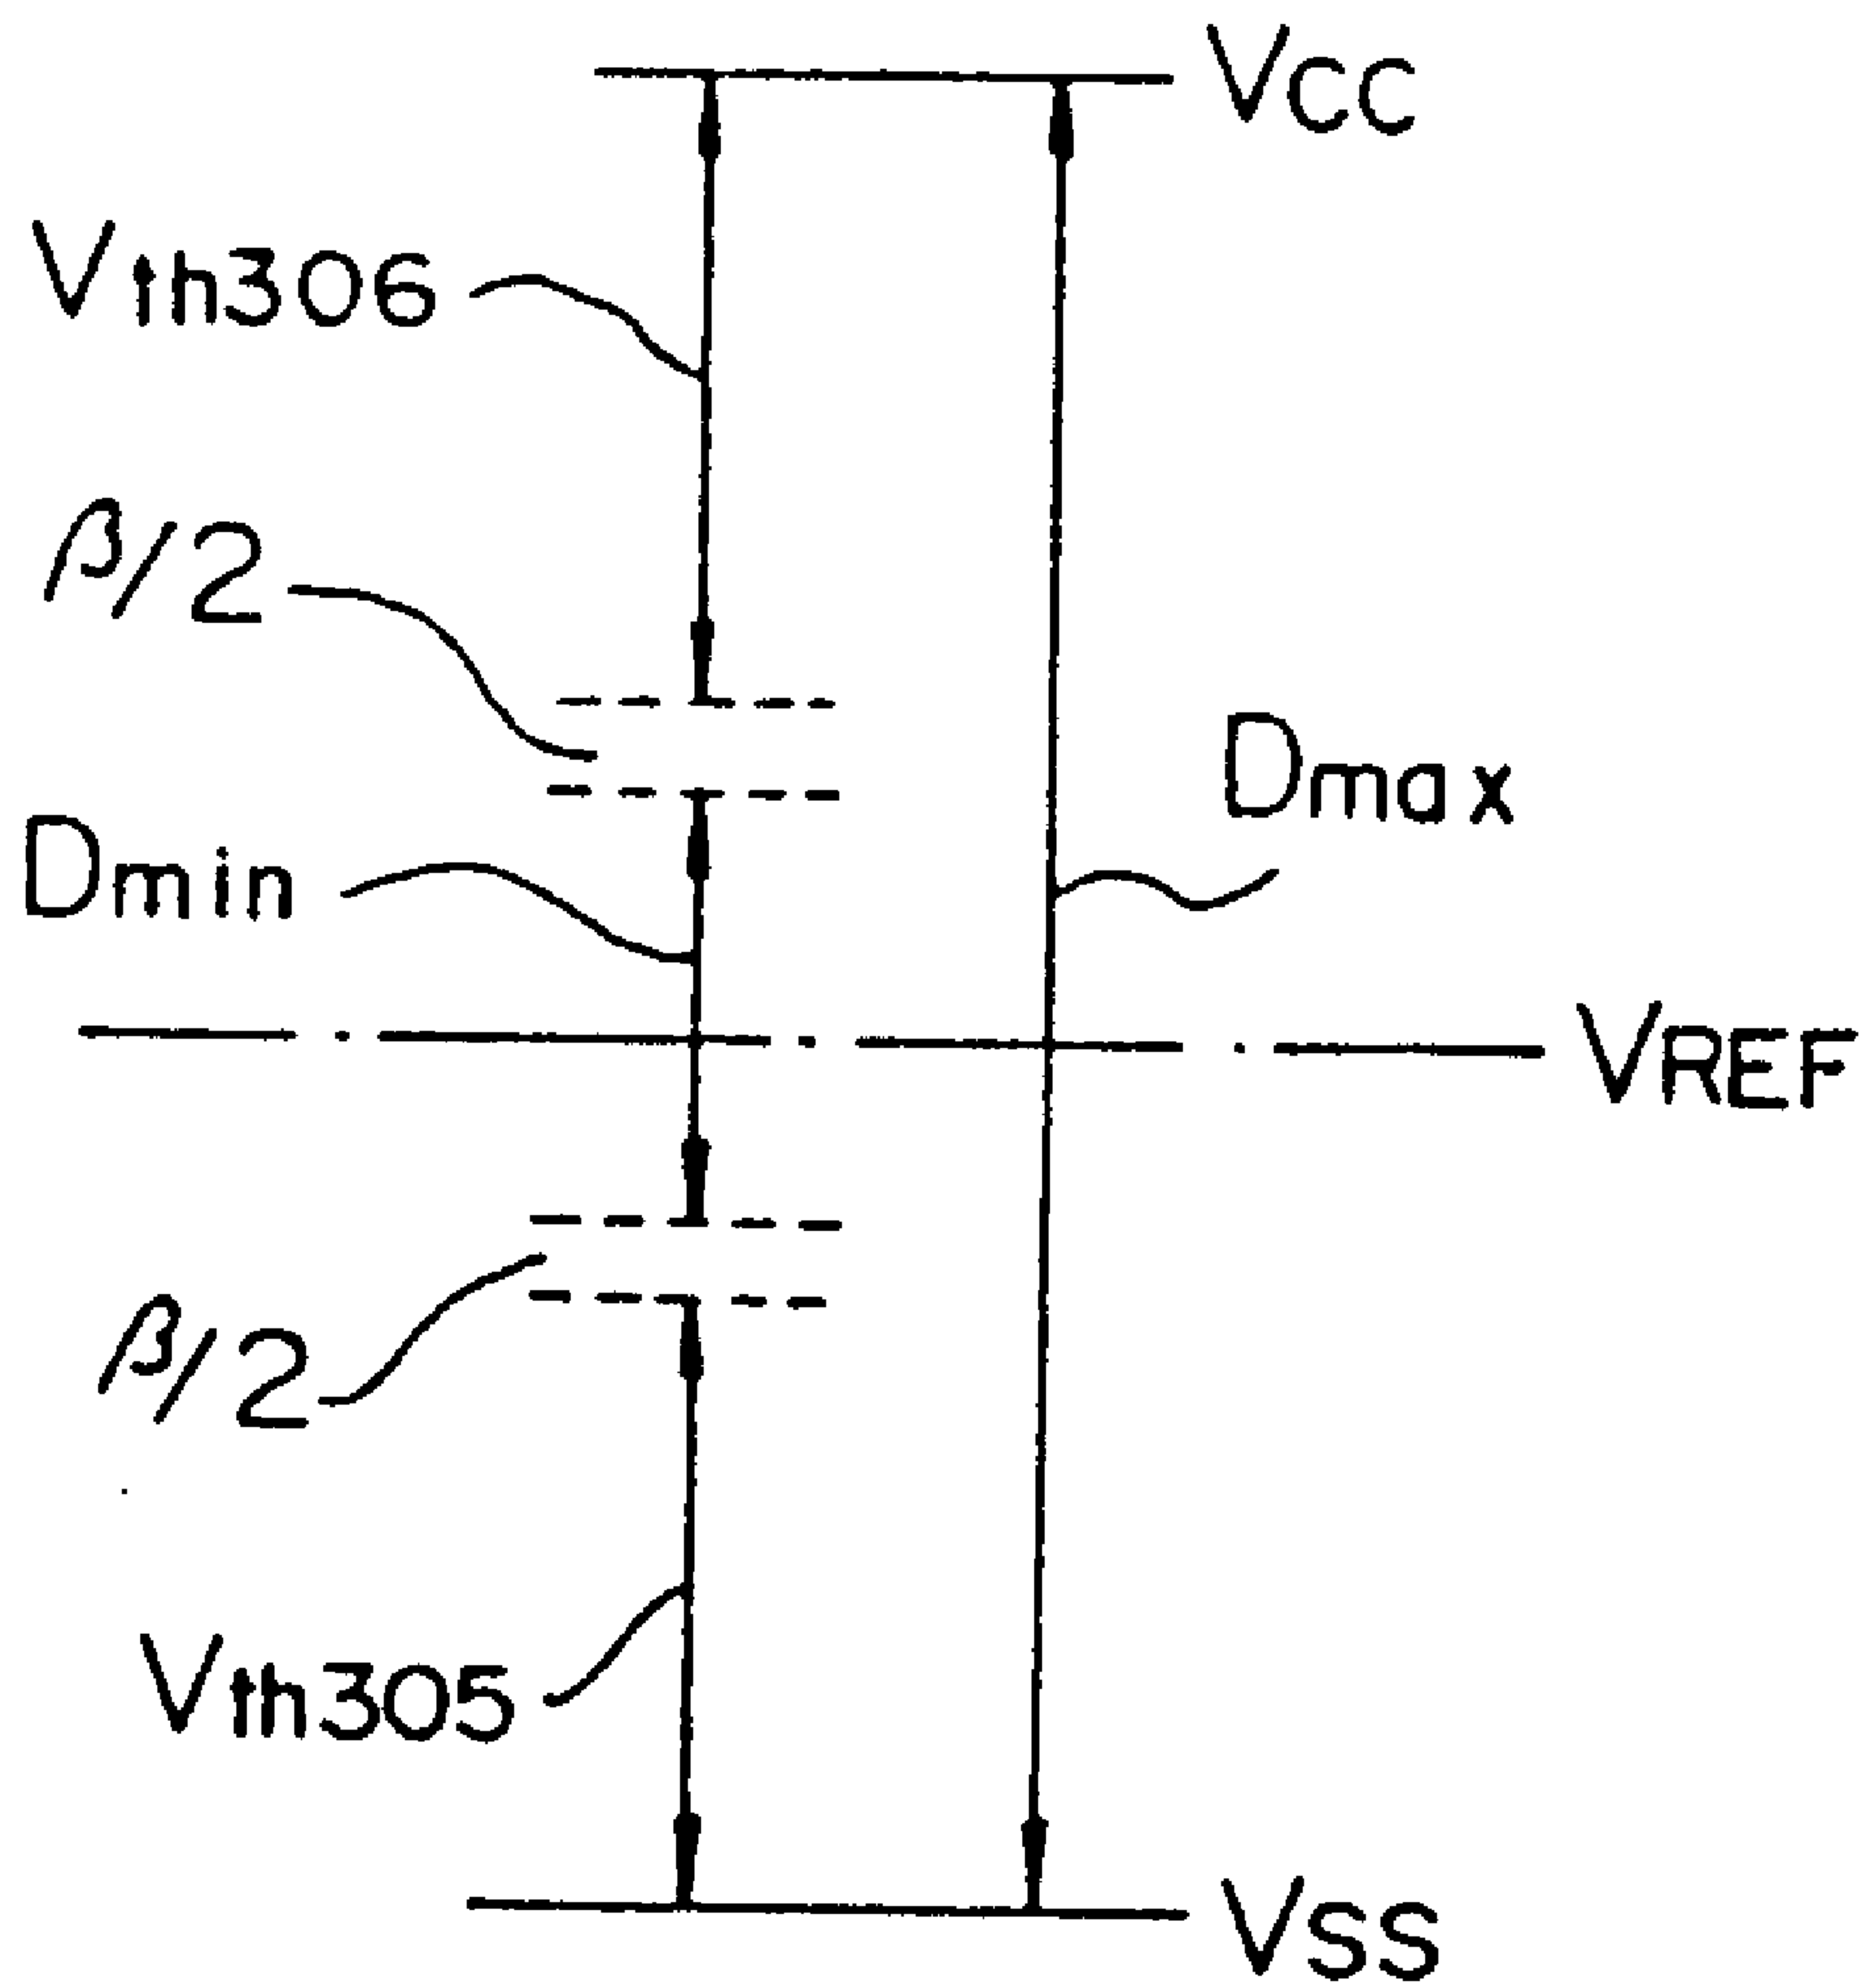 Vcc
Vth306
β/2
Dmax
Dmin
VREF
β/2
Vth305
Vss